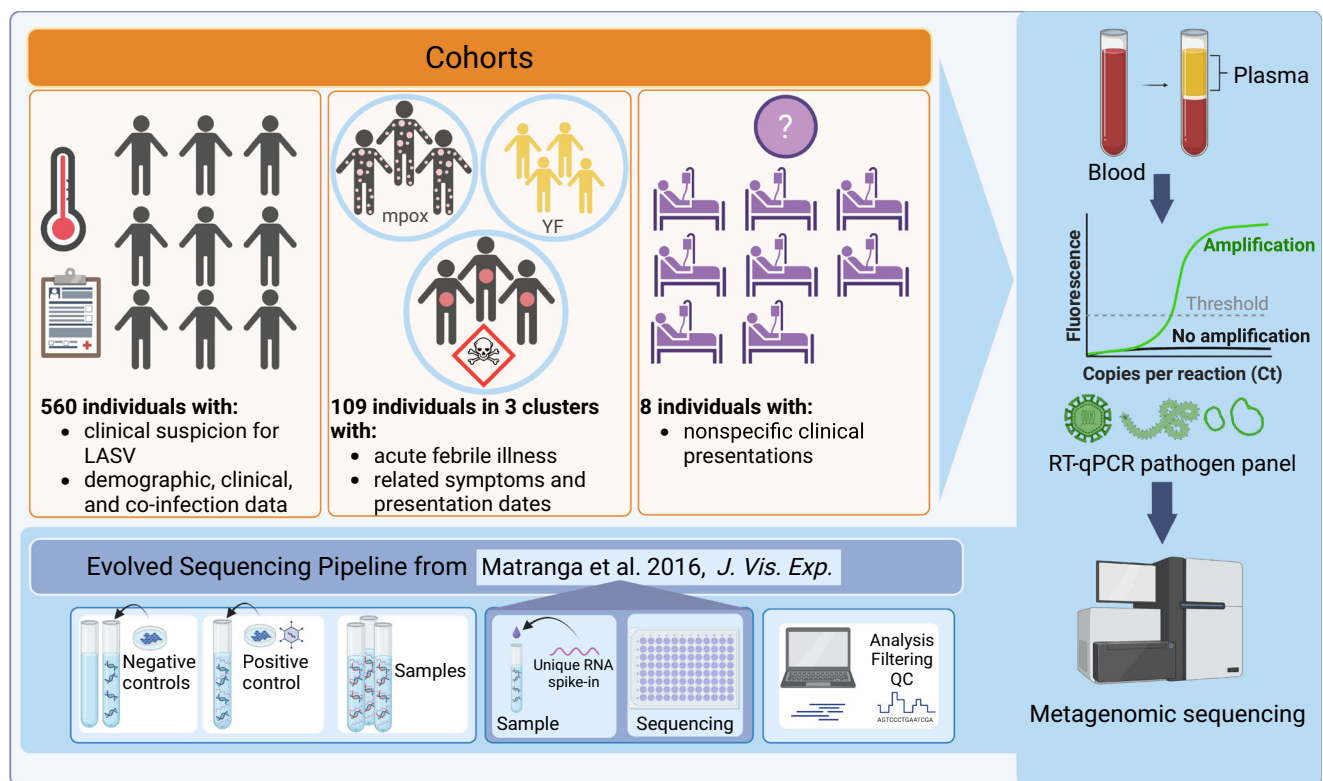 Cohorts
mpox
YF
?
560 individuals with:
• clinical suspicion for
LASV
• demographic, clinical,
and co-infection data
109 individuals in 3 clusters
with:
• acute febrile illness
• related symptoms and
presentation dates
8 individuals with:
• nonspecific clinical
presentations
Evolved Sequencing Pipeline from Matranga et al. 2016, J. Vis. Exp.
Negative
controls
Positive
control
Samples
Unique RNA
spike-in
Sample
Sequencing
Analysis
Filtering
QC
AGTCCCTGAATCGA
Plasma
Blood
Fluorescence
Amplification
Threshold
No amplification
Copies per reaction (Ct)
RT-qPCR pathogen panel
Metagenomic sequencing